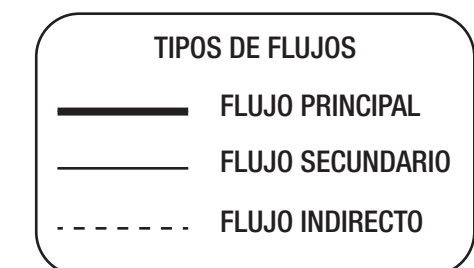 TIPOS DE FLUJOS
FLUJO PRINCIPAL
FLUJO SECUNDARIO
FLUJO INDIRECTO